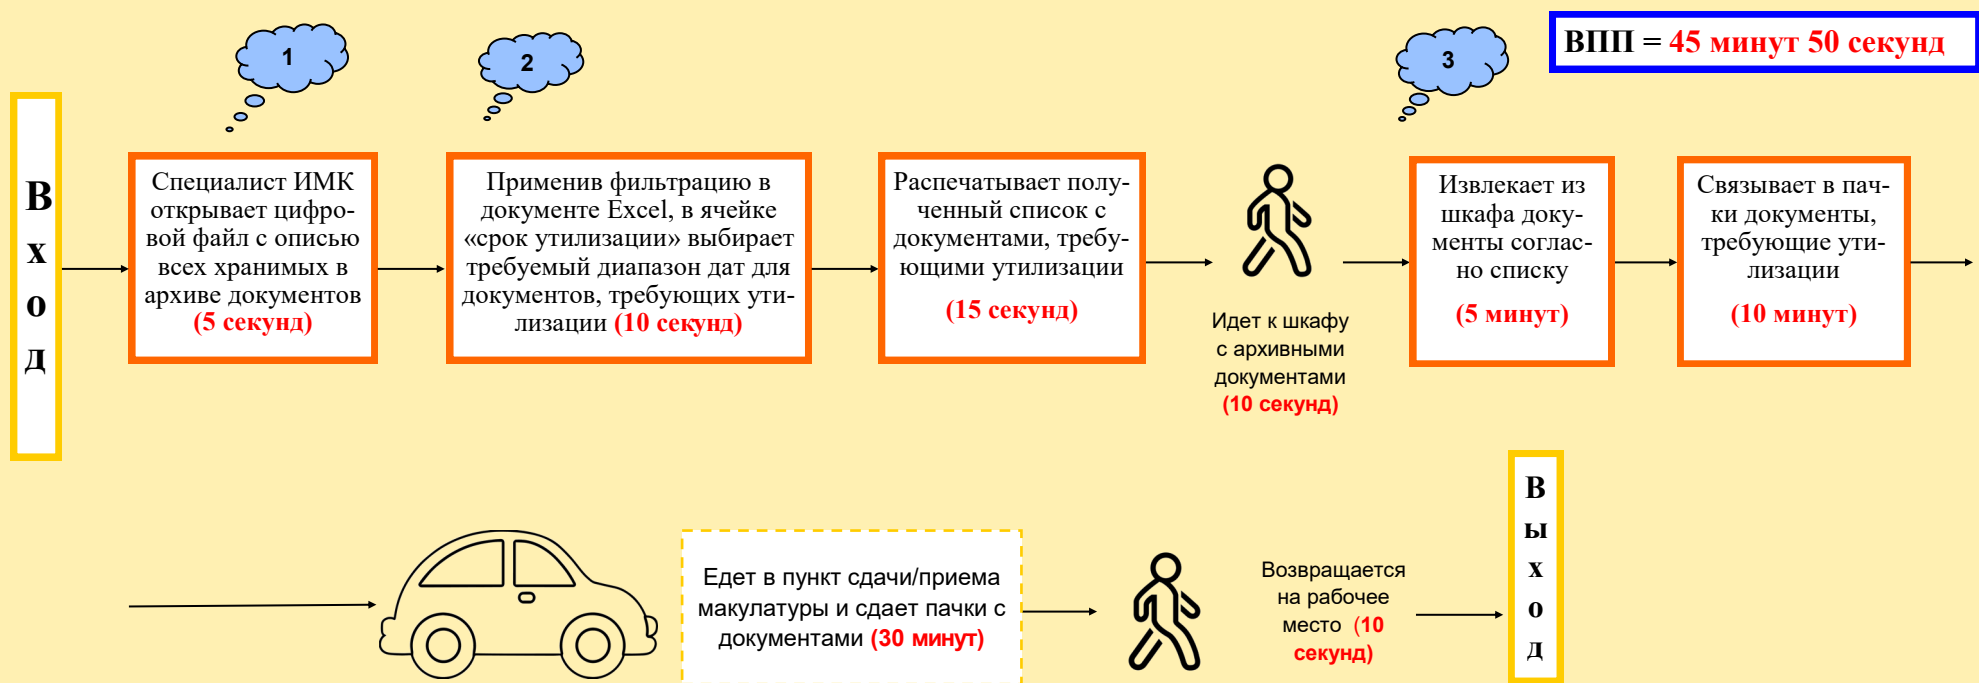 1
2
3
ВПП = 45 минут 50 секунд
Вход
Специалист ИМК
открывает цифро-
вой файл с описью
всех хранимых в
архиве документов
(5 секунд)
Применив фильтрацию в
документе Excel, в ячейке
«срок утилизации» выбирает
требуемый диапазон дат для
документов, требующих ути-
лизации (10 секунд)
Распечатывает полу-
ченный список с
документами, требу-
ющими утилизации
(15 секунд)
Идет к шкафу
с архивными
документами
(10 секунд)
Извлекает из
шкафа доку-
менты соглас-
но списку
(5 минут)
Связывает в пач-
ки документы,
требующие ути-
лизации
(10 минут)
Едет в пункт сдачи/приема
макулатуры и сдает пачки с
документами (30 минут)
Возвращается
на рабочее
место (10
секунд)
Выход